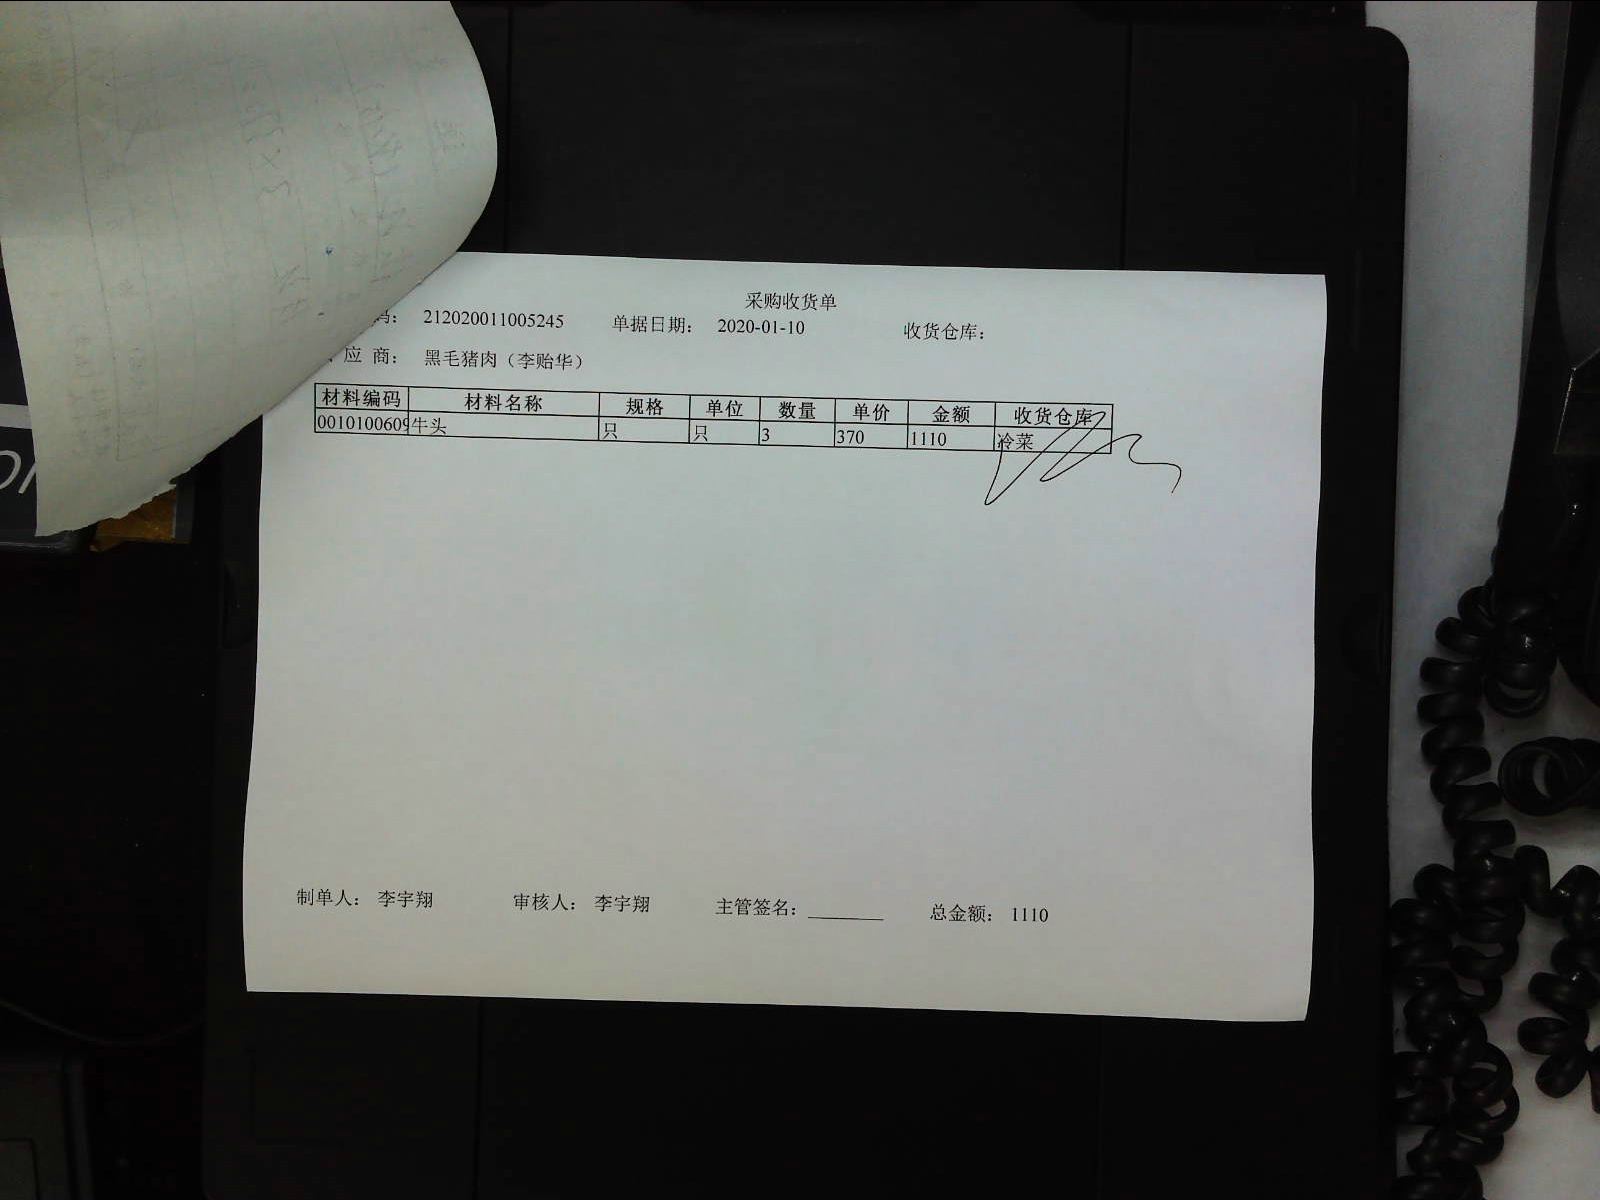 采购收货单
码： 212020011005245 单据日期： 2020-01-10 收货仓库：
应 商： 黑毛猪肉（李贻华）
材料编码 材料名称 规格 单位 数量 单价 金额 收货仓库
0010100609 牛头 只 只 3 370 1110 冷菜
制单人： 李宇翔 审核人： 李宇翔 主管签名： 总金额： 1110